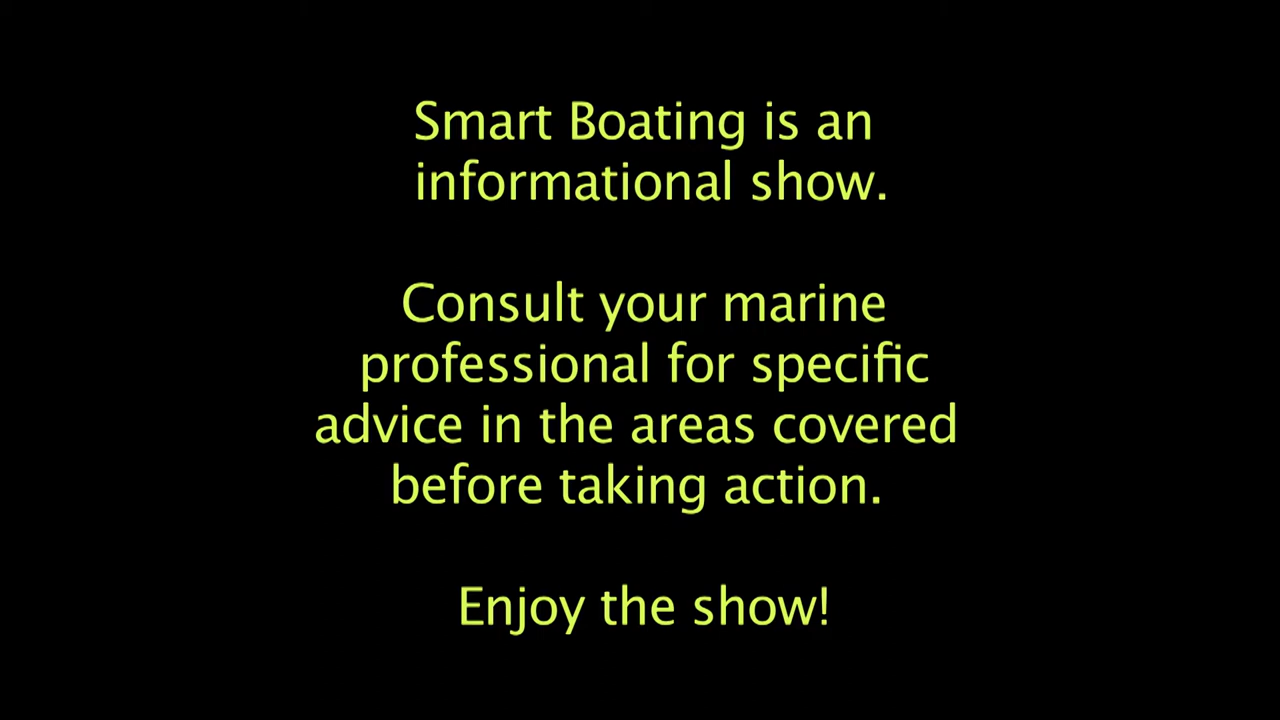 Smart Boating is an
informational show.
Consult your marine
professional for specific
advice in the areas covered
before taking action.
Enjoy the show!